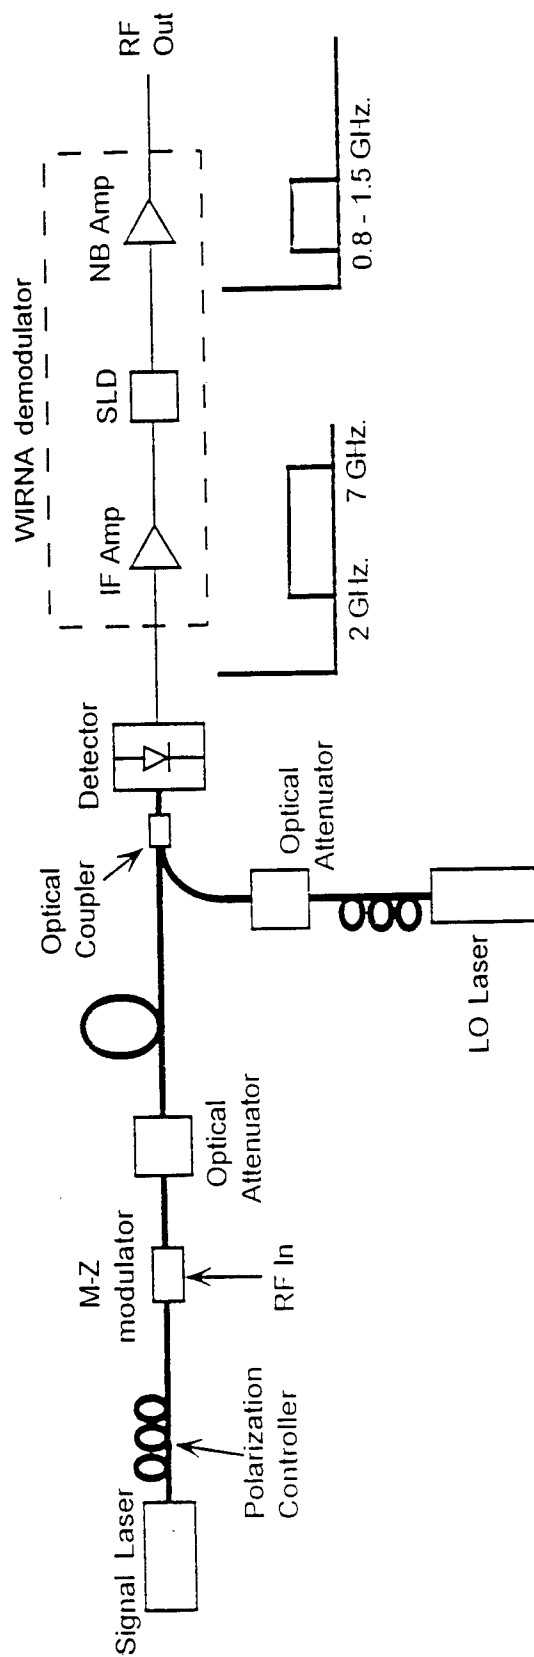 Signal Laser
Polarization
Controller
M-Z
modulator
RF In
Optical
Attenuator
Optical
Coupler
LO Laser
Optical
Attenuator
Detector
WIRNA demodulator
IF Amp
SLD
NB Amp
RF
Out
2 GHz.
7 GHz.
0.8 - 1.5 GHz.